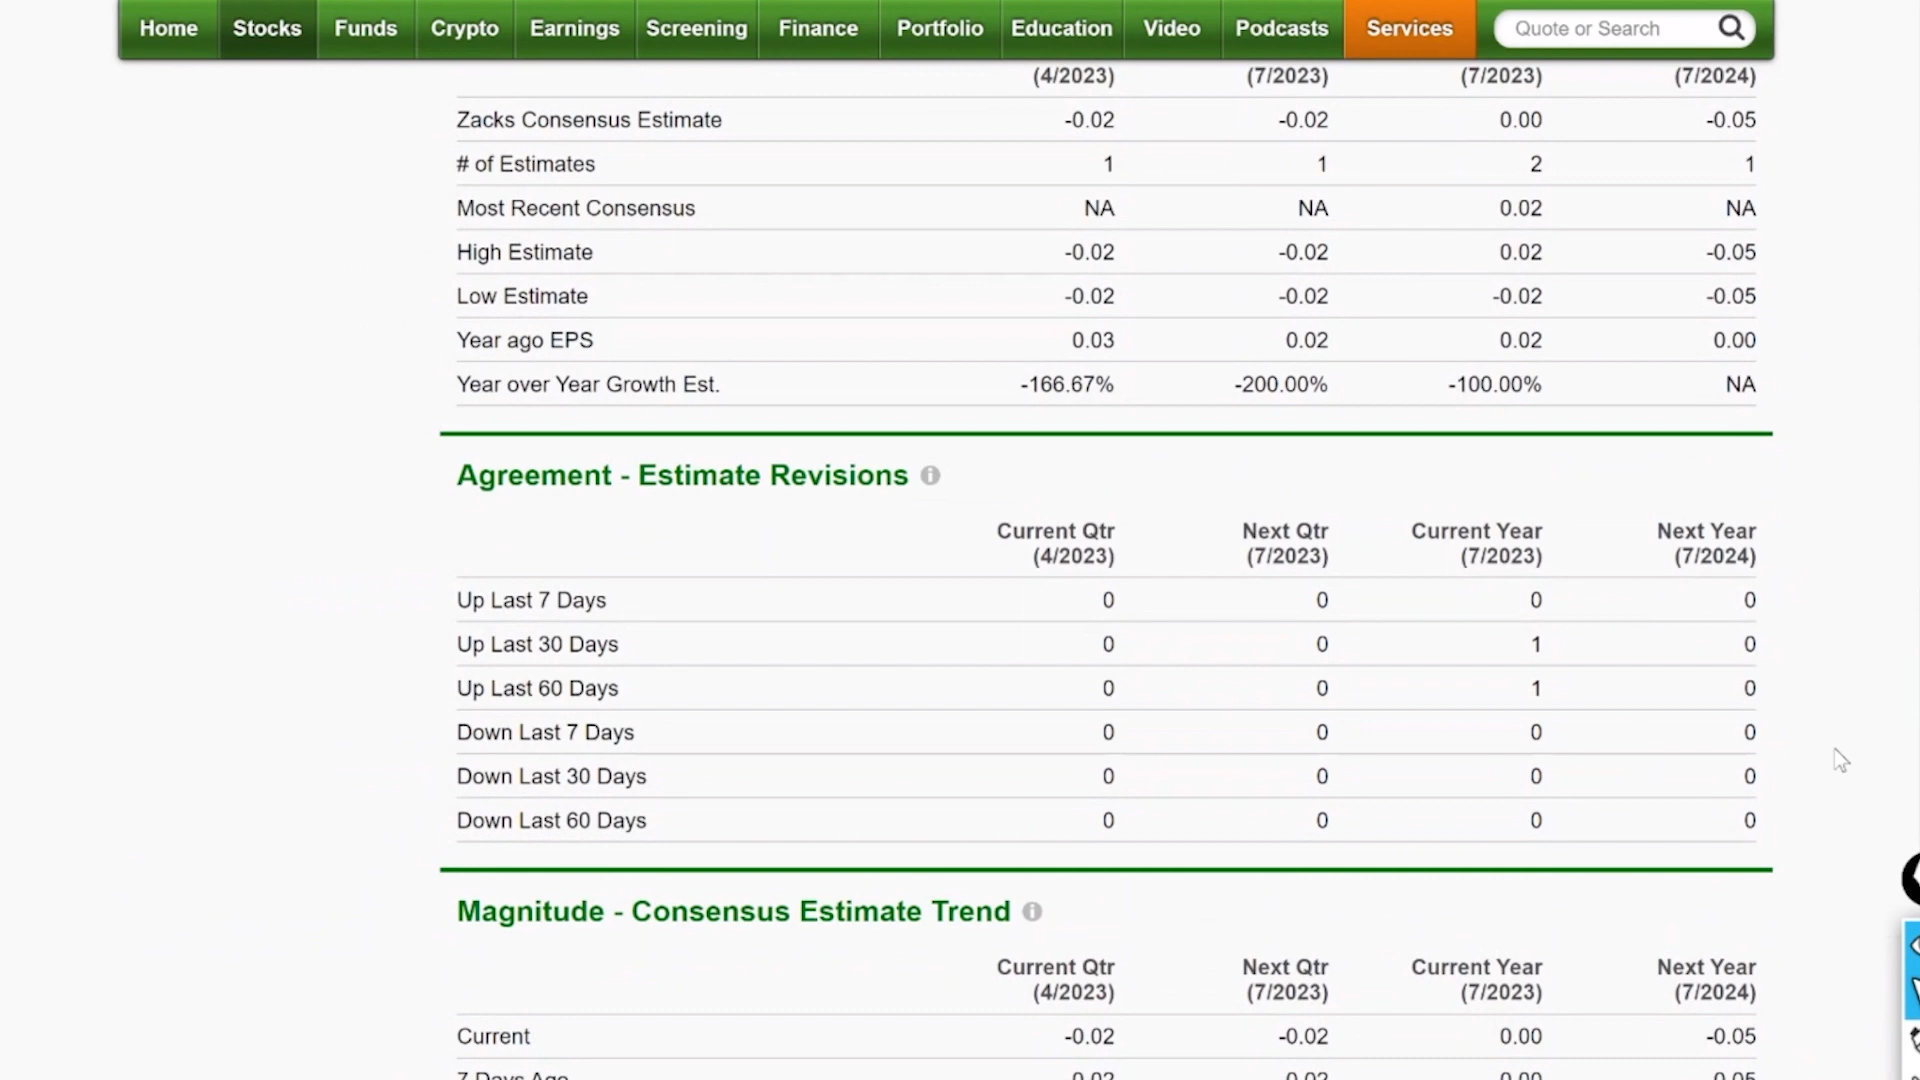 Home Stocks Funds Crypto Earnings Screening Finance Portfolio Education Video Podcasts Services Quote or Search
(4/2023) (7/2023) (7/2023) (7/2024)
Zacks Consensus Estimate -0.02 -0.02 0.00 -0.05
# of Estimates 1 1 2 1
Most Recent Consensus NA NA 0.02 NA
High Estimate -0.02 -0.02 0.02 -0.05
Low Estimate -0.02 -0.02 -0.02 -0.05
Year ago EPS 0.03 0.02 0.02 0.00
Year over Year Growth Est. -166.67% -200.00% -100.00% NA
Agreement - Estimate Revisions
Current Qtr Next Qtr Current Year Next Year
(4/2023) (7/2023) (7/2023) (7/2024)
Up Last 7 Days 0 0 0 0
Up Last 30 Days 0 0 1 0
Up Last 60 Days 0 0 1 0
Down Last 7 Days 0 0 0 0
Down Last 30 Days 0 0 0 0
Down Last 60 Days 0 0 0 0
Magnitude - Consensus Estimate Trend
Current Qtr Next Qtr Current Year Next Year
(4/2023) (7/2023) (7/2023) (7/2024)
Current -0.02 -0.02 0.00 -0.05
7 Days Ago